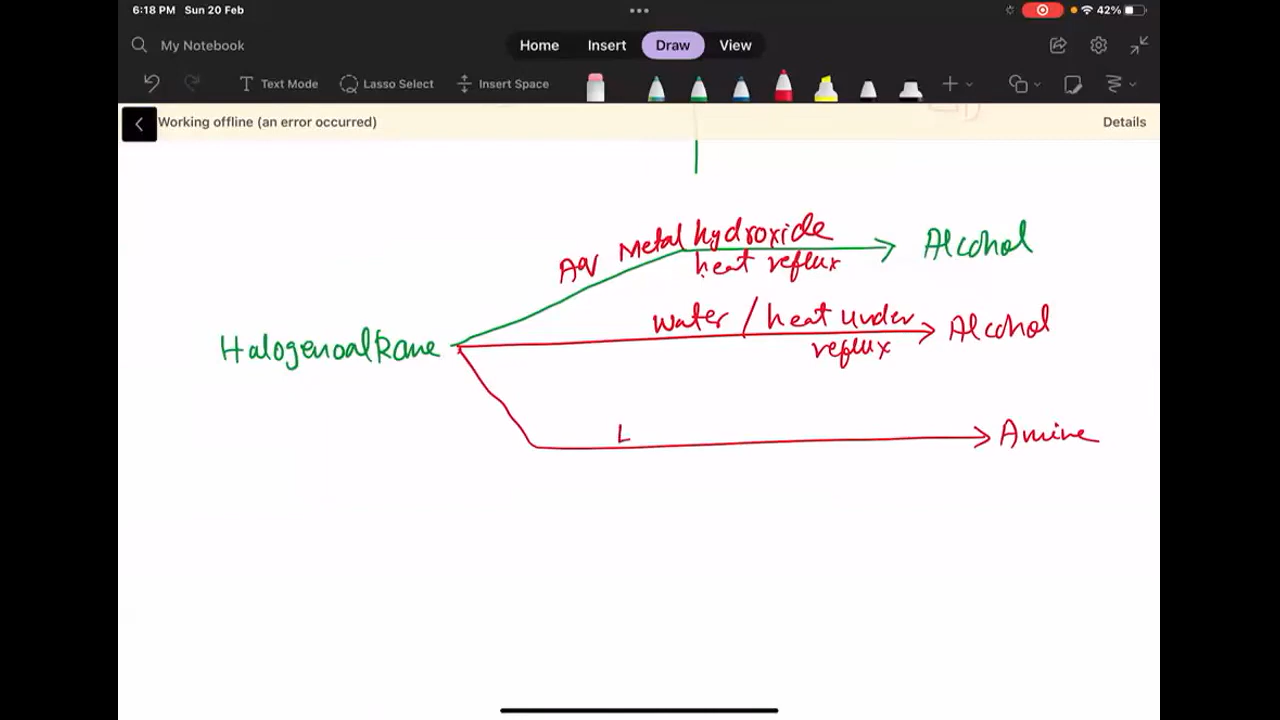 6:18 PM Sun 20 Feb
42%
My Notebook
Home Insert Draw View
Text Mode Lasso Select Insert Space
Working offline (an error occurred) Details
Aq Metal hydroxide
heat reflux
Alcohol
water / heat under
reflux
Alcohol
Halogenoalkane
L
Amine